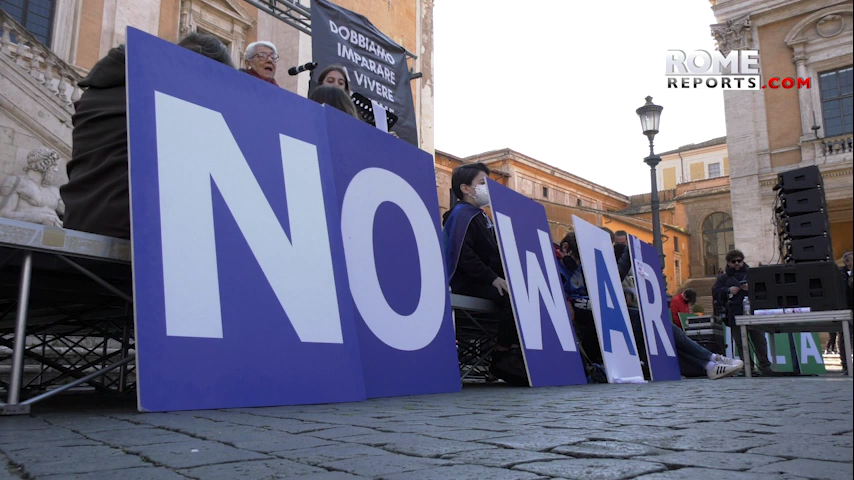 DOBBIAMO
IMPARARE
A VIVERE
ROME
REPORTS.COM
NO WAR